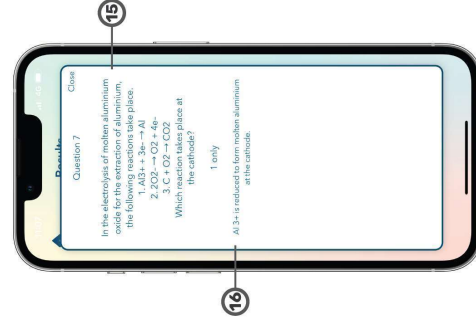 15
4G
Results
Question 7
Close
In the electrolysis of molten aluminium
oxide for the extraction of aluminium,
the following reactions take place.
1. Al3+ + 3e- → Al
2. 2O2- → O2 + 4e-
3. C + O2 → CO2
Which reaction takes place at
the cathode?
1 only
Al 3+ is reduced to form molten aluminium
at the cathode.
16